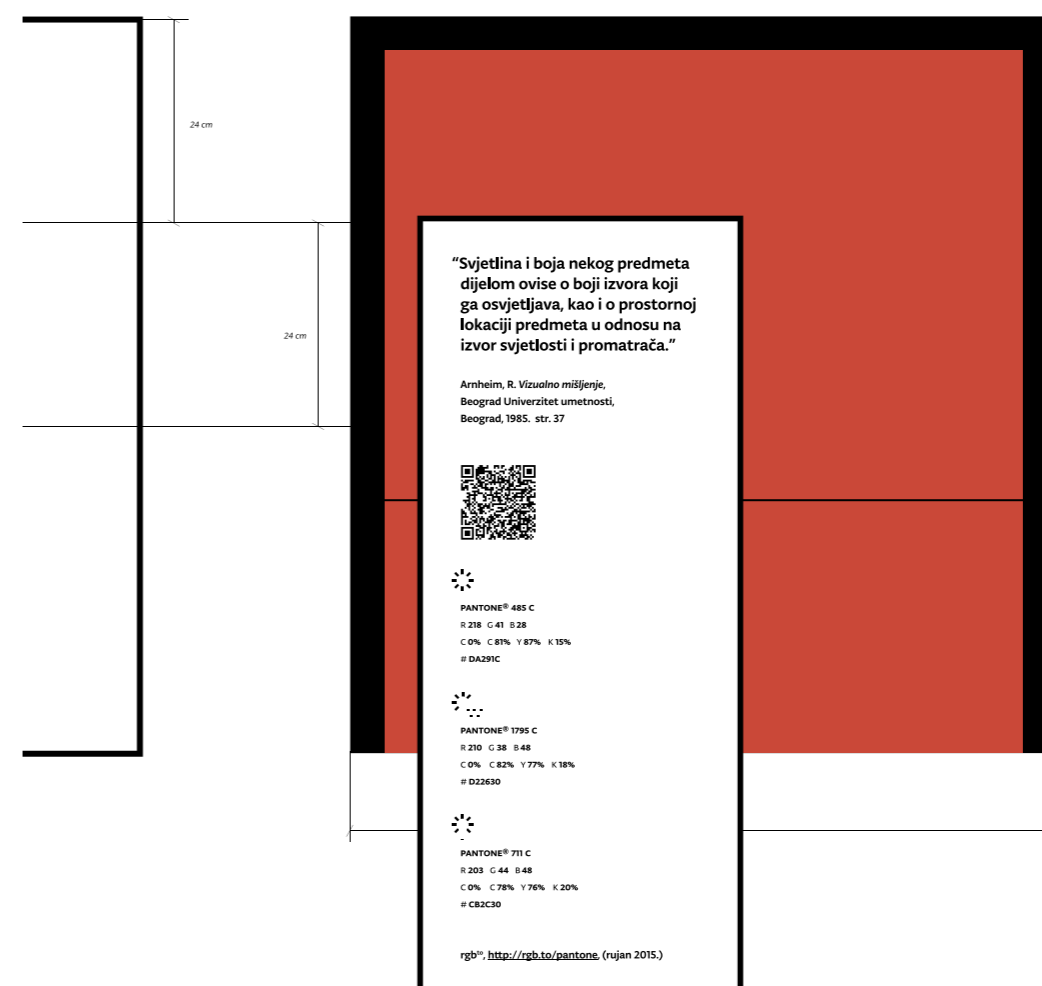 24 cm
24 cm
“Svjetlina i boja nekog predmeta
dijelom ovise o boji izvora koji
ga osvjetljava, kao i o prostornoj
lokaciji predmeta u odnosu na
izvor svjetlosti i promatrača.”
Arnheim, R. Vizualno mišljenje,
Beograd Univerzitet umetnosti,
Beograd, 1985. str. 37
PANTONE® 485 C
R 218 G 41 B 28
C 0% C 81% Y 87% K 15%
# DA291C
PANTONE® 1795 C
R 210 G 38 B 48
C 0% C 82% Y 77% K 18%
# D22630
PANTONE® 711 C
R 203 G 44 B 48
C 0% C 78% Y 76% K 20%
# CB2C30
rgbto, http://rgb.to/pantone, (rujan 2015.)